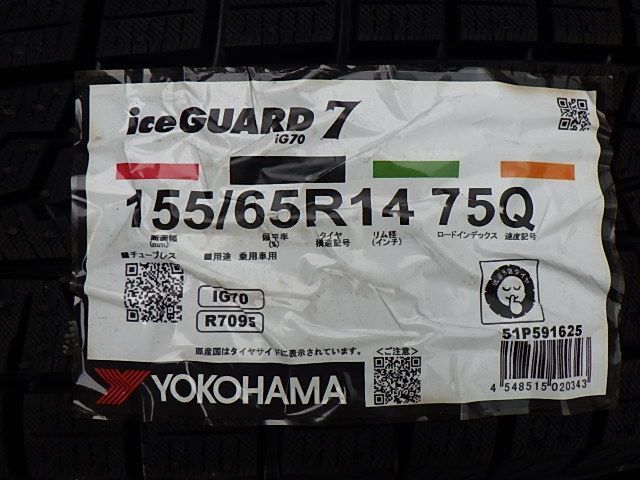 iceGUARD 7
IG70
155/65R14 75Q
断面幅 偏平率 タイヤ リム径 ロードインデックス 速度記号
(mm) (%) 構造記号 (インチ)
■チューブレス ■用途 乗用車用
IG70
R7095
51P591625
原産国はタイヤサイドに表示されています。 <ご注意>
YOKOHAMA
4 548515 020343